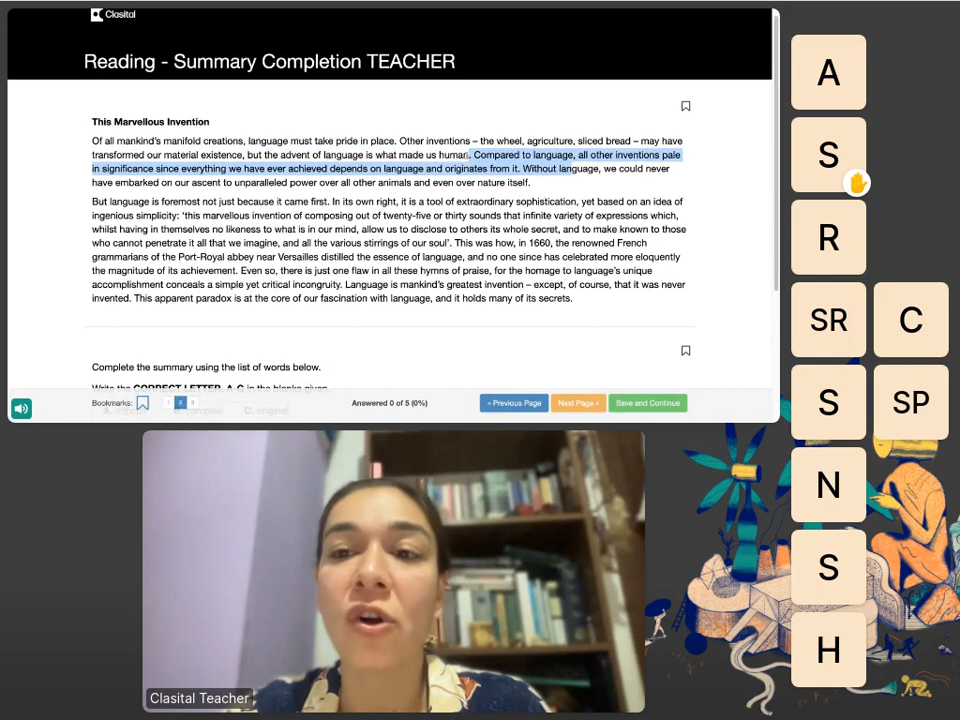 Clasital
Reading - Summary Completion TEACHER
This Marvellous Invention
Of all mankind's manifold creations, language must take pride in place. Other inventions – the wheel, agriculture, sliced bread – may have
transformed our material existence, but the advent of language is what made us human. Compared to language, all other inventions pale
in significance since everything we have ever achieved depends on language and originates from it. Without language, we could never
have embarked on our ascent to unparalleled power over all other animals and even over nature itself.
But language is foremost not just because it came first. In its own right, it is a tool of extraordinary sophistication, yet based on an idea of
ingenious simplicity: 'this marvellous invention of composing out of twenty-five or thirty sounds that infinite variety of expressions which,
whilst having in themselves no likeness to what is in our mind, allow us to disclose to others its whole secret, and to make known to those
who cannot penetrate it all that we imagine, and all the various stirrings of our soul'. This was how, in 1660, the renowned French
grammarians of the Port-Royal abbey near Versailles distilled the essence of language, and no one since has celebrated more eloquently
the magnitude of its achievement. Even so, there is just one flaw in all these hymns of praise, for the homage to language's unique
accomplishment conceals a simple yet critical incongruity. Language is mankind's greatest invention – except, of course, that it was never
invented. This apparent paradox is at the core of our fascination with language, and it holds many of its secrets.
Complete the summary using the list of words below.
Write the CORRECT LETTER, A-G in the blanks given
Bookmarks: 1 2 3 Answered 0 of 5 (0%) « Previous Page Next Page » Save and Continue
complex C. original
Clasital Teacher
A
S
R
SR C
S SP
N
S
H